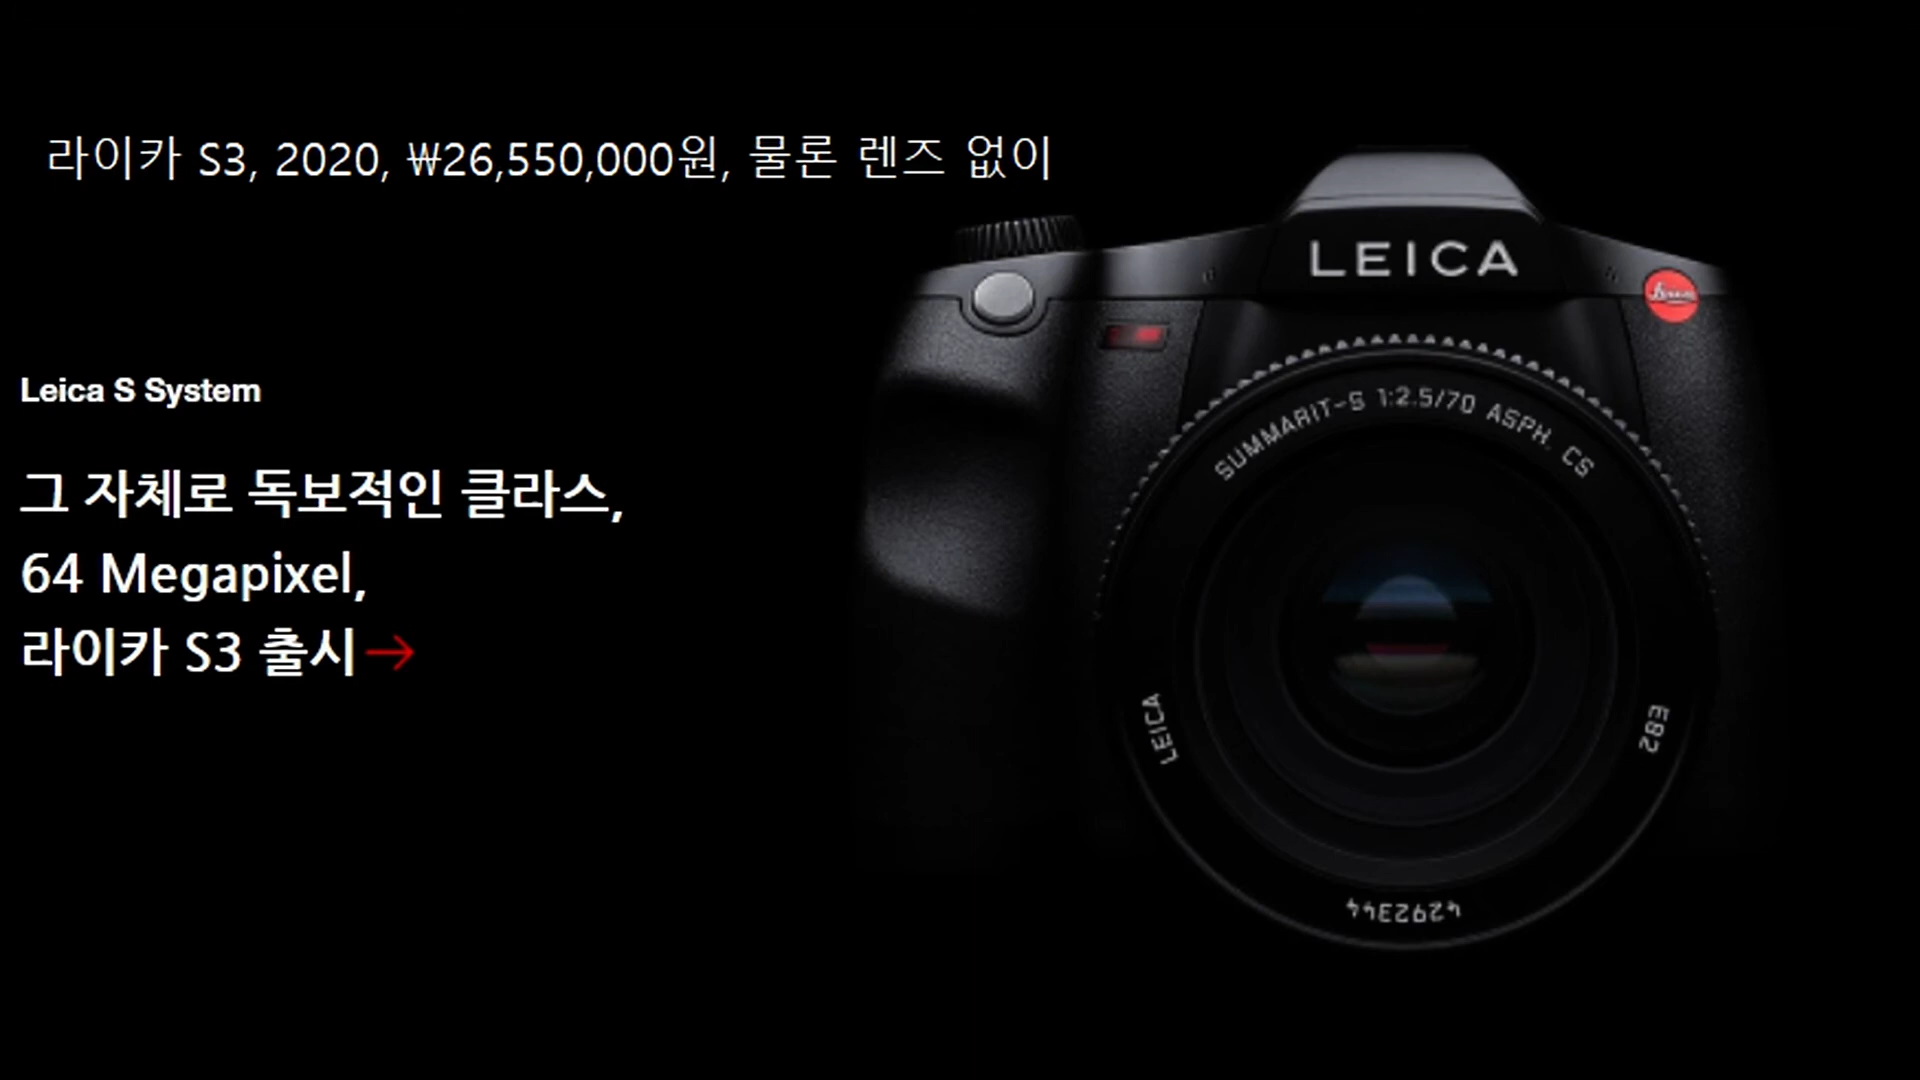 라이카 S3, 2020, ₩26,550,000원, 물론 렌즈 없이
LEICA
Leica
SUMMARIT-S 1:2.5/70 ASPH. CS
Leica S System
그 자체로 독보적인 클라스,
64 Megapixel,
라이카 S3 출시→
LEICA
E82
4292344